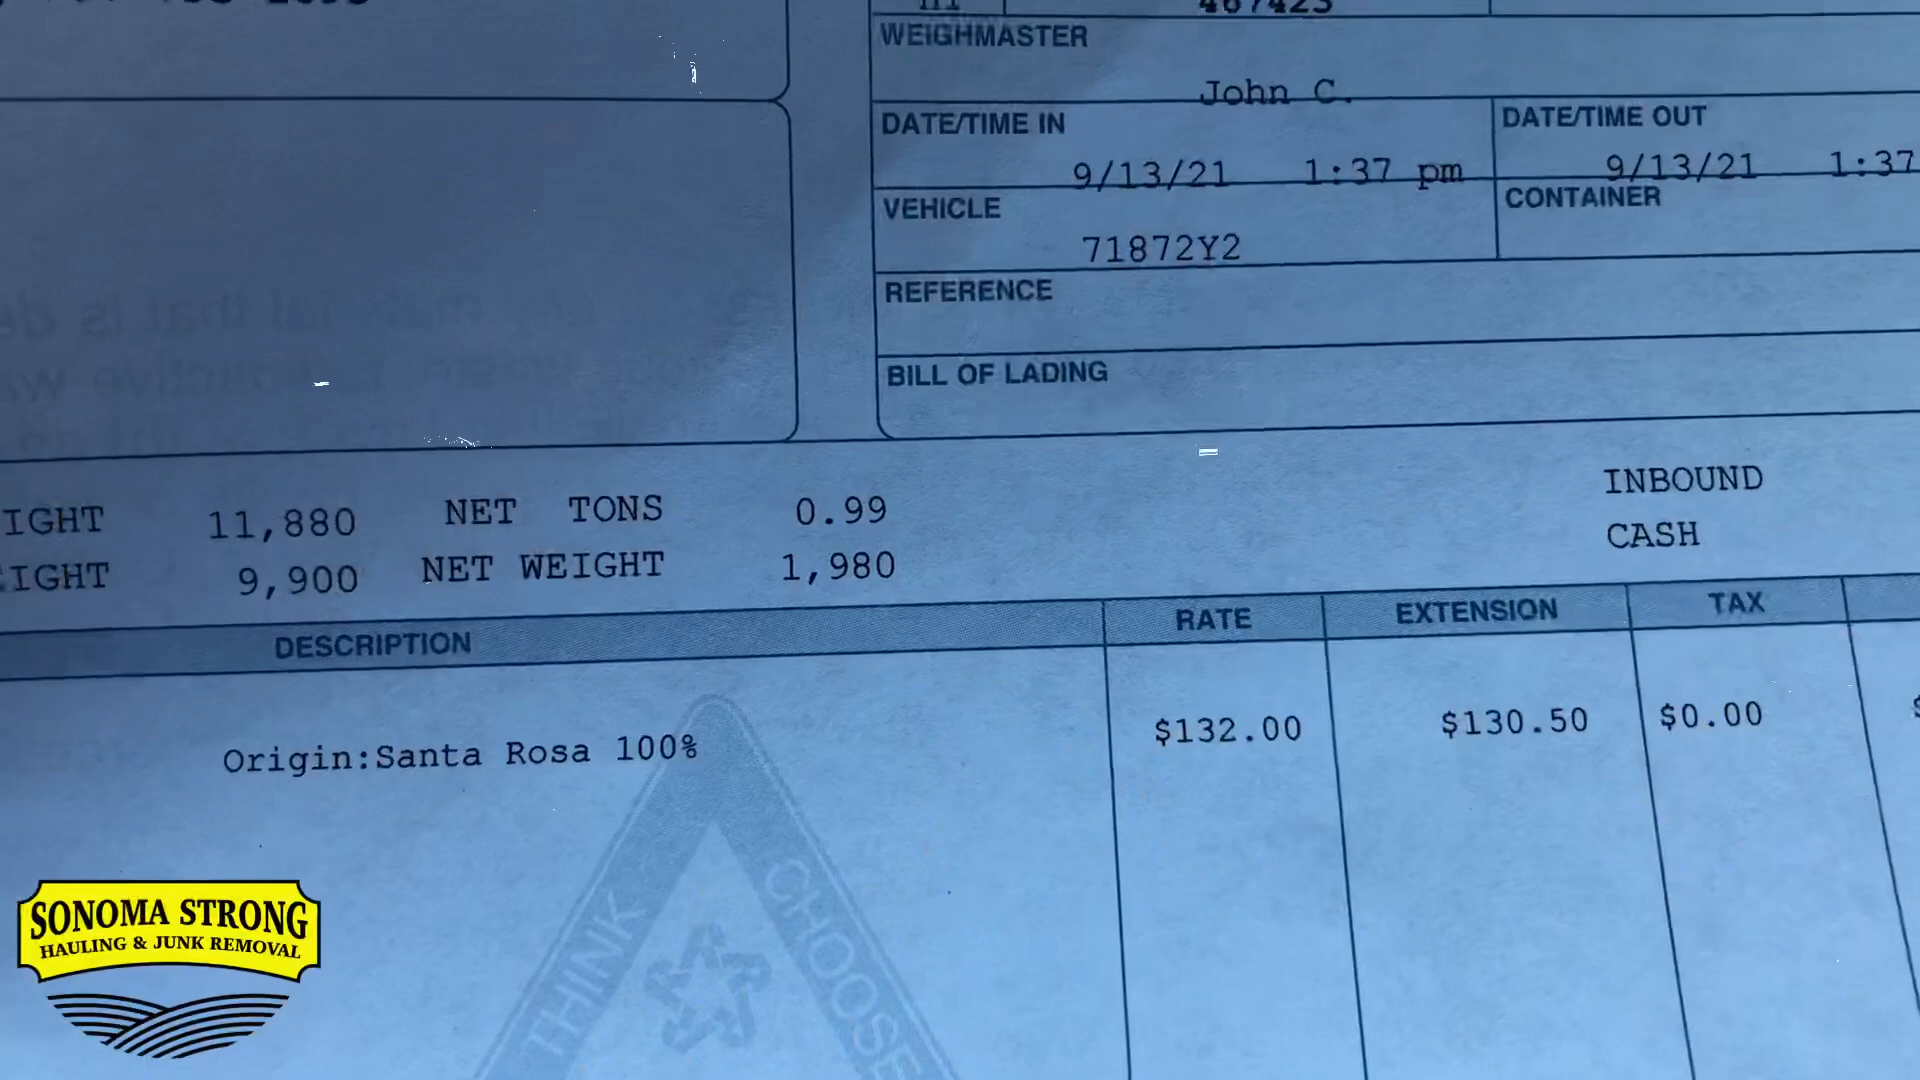 467423
WEIGHMASTER
John C.
DATE/TIME IN
9/13/21 1:37 pm
DATE/TIME OUT
9/13/21 1:37
VEHICLE
71872Y2
CONTAINER
REFERENCE
BILL OF LADING
IGHT 11,880 NET TONS 0.99
INBOUND
IGHT 9,900 NET WEIGHT 1,980
CASH
DESCRIPTION RATE EXTENSION TAX
Origin:Santa Rosa 100% $132.00 $130.50 $0.00 $
THINK
CHOOSE
SONOMA STRONG
HAULING & JUNK REMOVAL